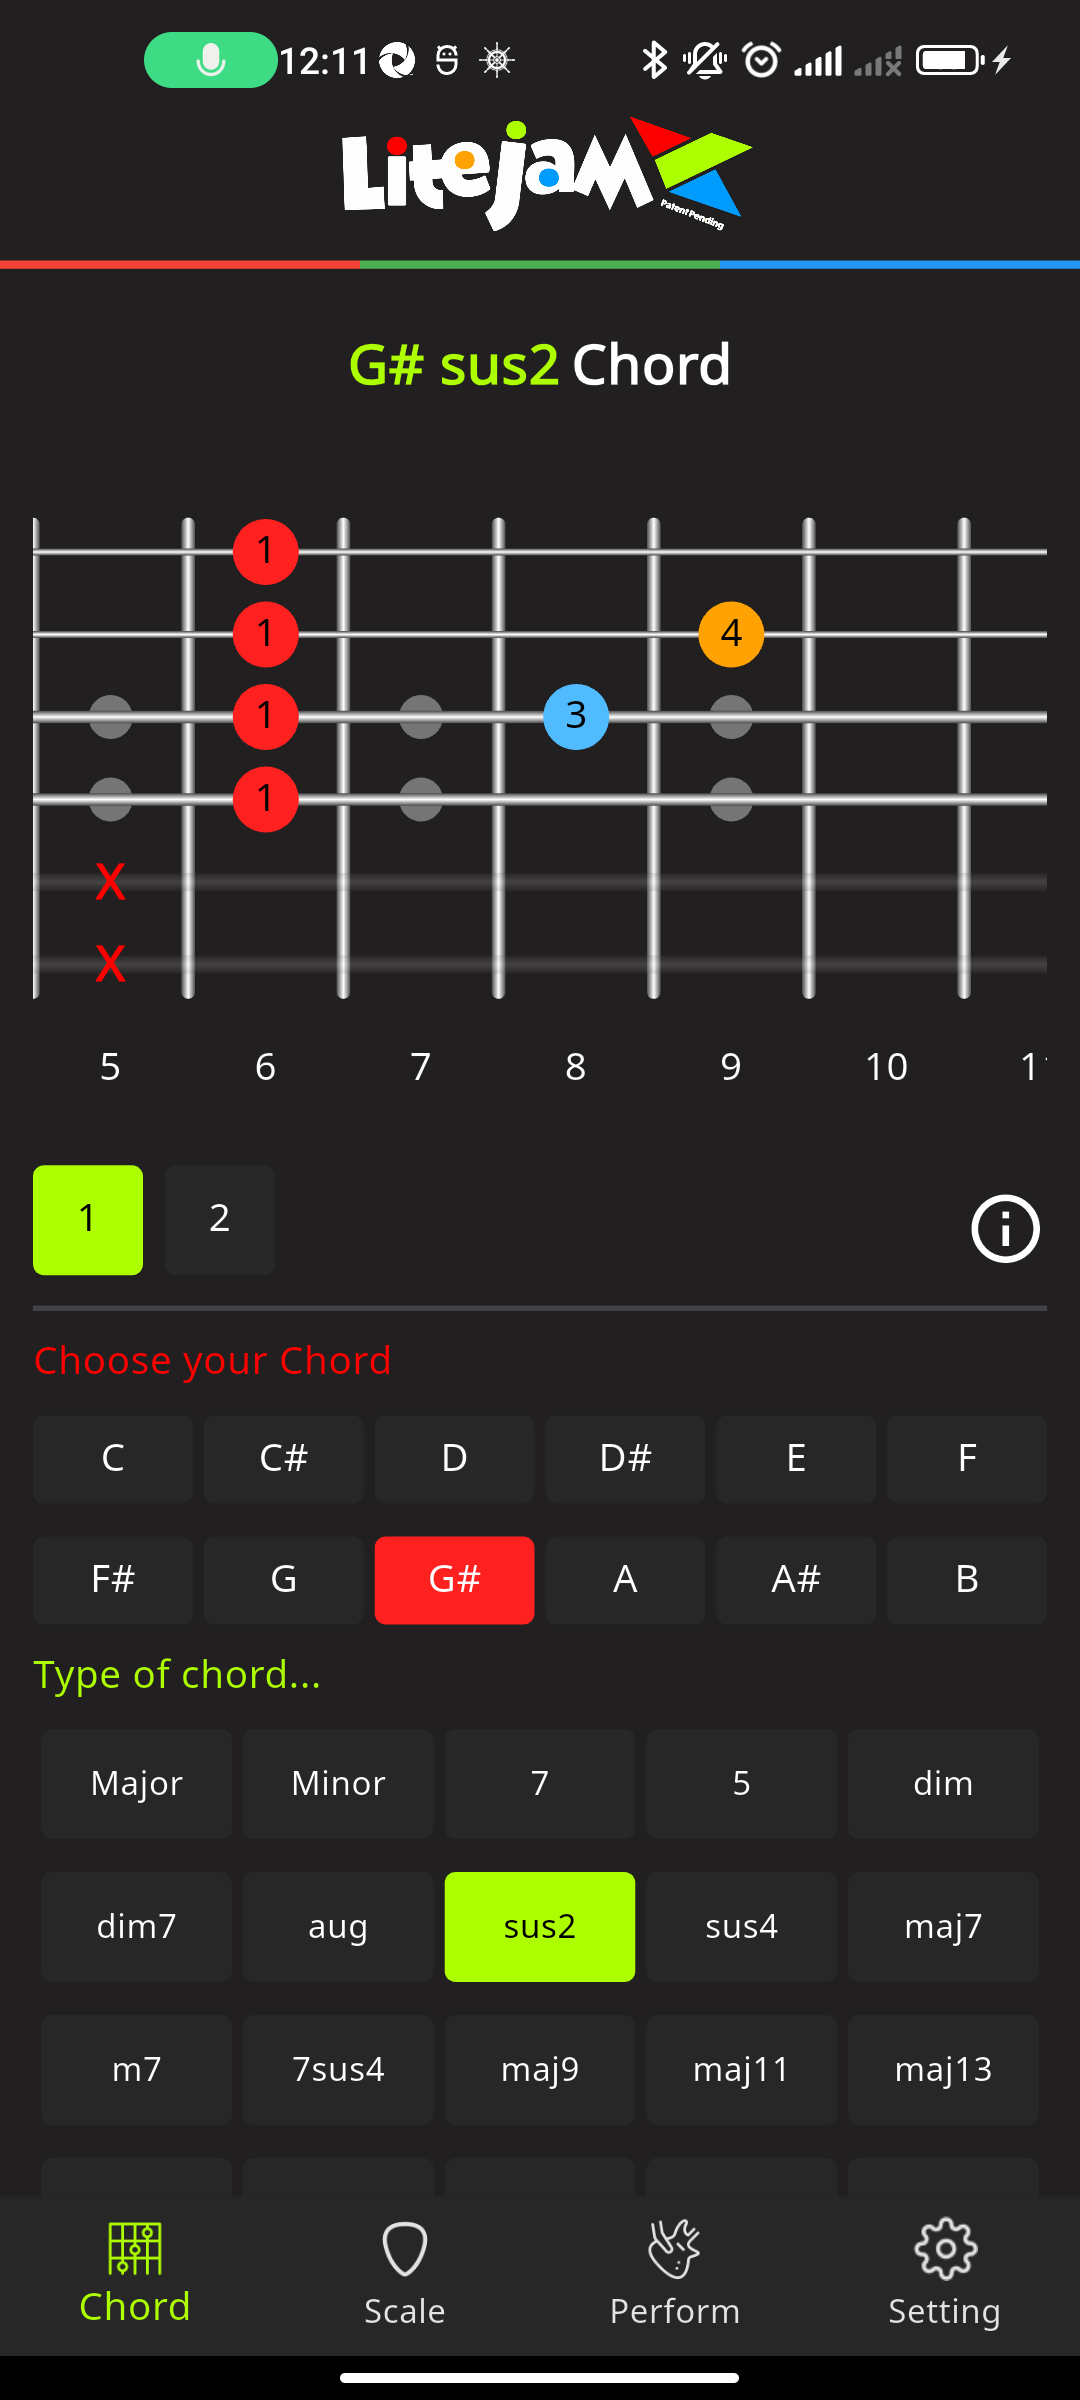 12:11
Litejam
Patent Pending
G# sus2 Chord
1
1 4
1 3
1
X
X
5 6 7 8 9 10
1 2
Choose your Chord
C C# D D# E F
F# G G# A A# B
Type of chord...
Major Minor 7 5 dim
dim7 aug sus2 sus4 maj7
m7 7sus4 maj9 maj11 maj13
Chord Scale Perform Setting